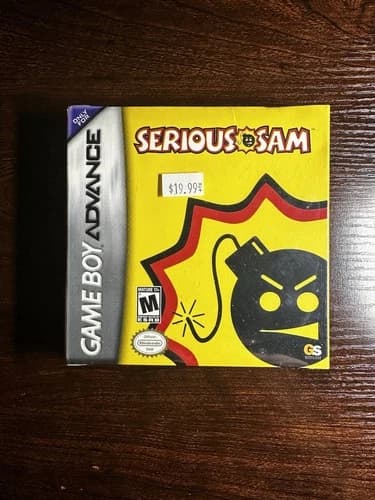 ONLY
FOR
GAME BOY ADVANCE
SERIOUS SAM
$19.99
MATURE 17+
M
ESRB
Official
Nintendo
Seal
GS